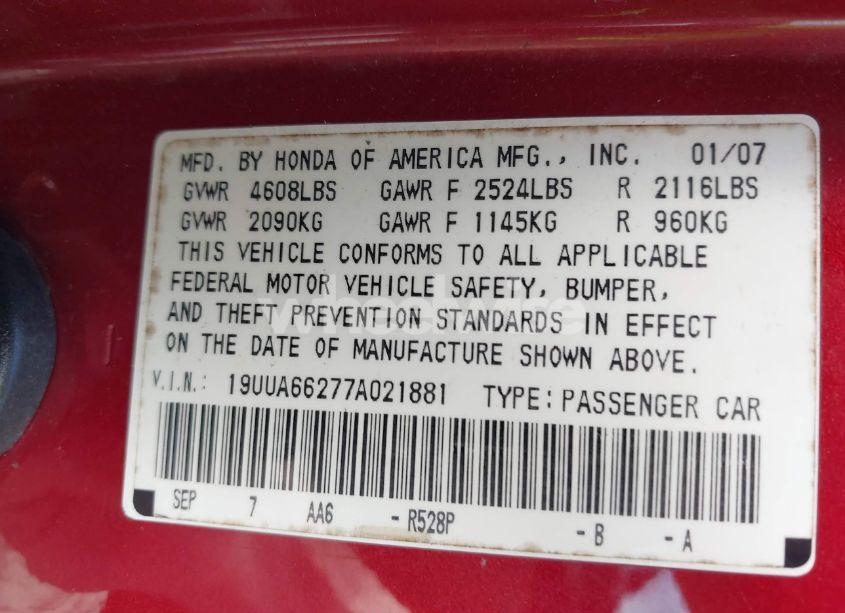 MFD. BY HONDA OF AMERICA MFG., INC. 01/07
GVWR 4608LBS GAWR F 2524LBS R 2116LBS
GVWR 2090KG GAWR F 1145KG R 960KG
THIS VEHICLE CONFORMS TO ALL APPLICABLE
FEDERAL MOTOR VEHICLE SAFETY, BUMPER,
AND THEFT PREVENTION STANDARDS IN EFFECT
ON THE DATE OF MANUFACTURE SHOWN ABOVE.
V.I.N.: 19UUA66277A021881 TYPE: PASSENGER CAR
SEP 7 AA6 - R528P - B - A